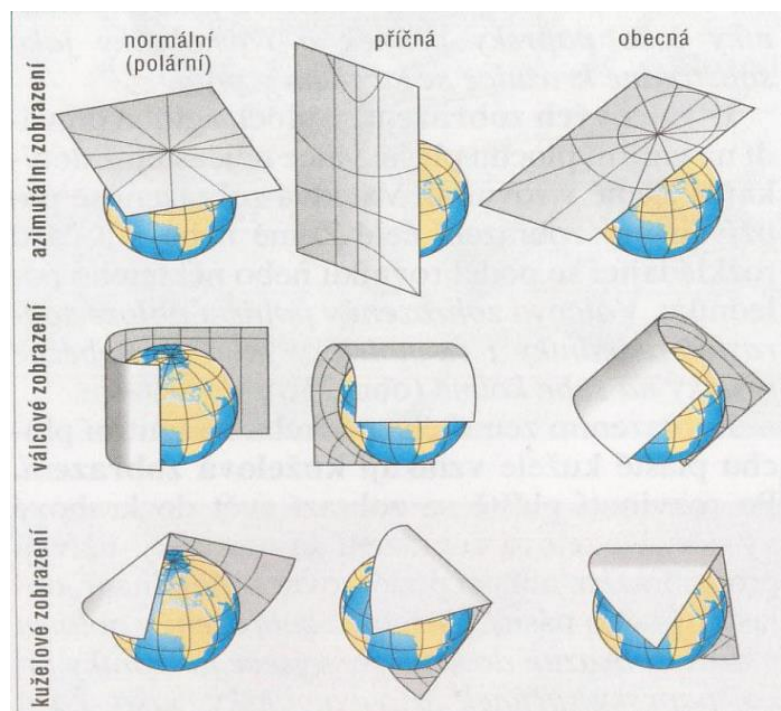 normální
(polární)
příčná
obecná
azimutální zobrazení
válcové zobrazení
kuželové zobrazení